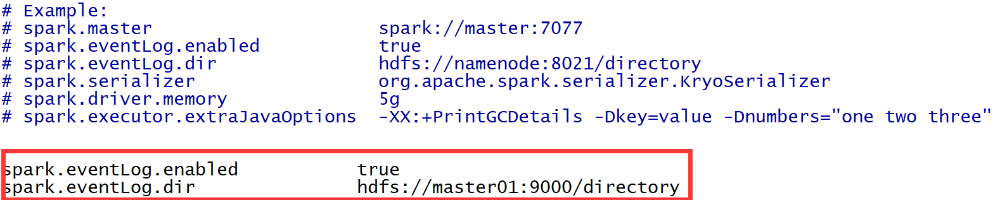 # Example:
# spark.master                     spark://master:7077
# spark.eventLog.enabled           true
# spark.eventLog.dir               hdfs://namenode:8021/directory
# spark.serializer                 org.apache.spark.serializer.KryoSerializer
# spark.driver.memory              5g
# spark.executor.extraJavaOptions  -XX:+PrintGCDetails -Dkey=value -Dnumbers="one two three"
spark.eventLog.enabled           true
spark.eventLog.dir               hdfs://master01:9000/directory